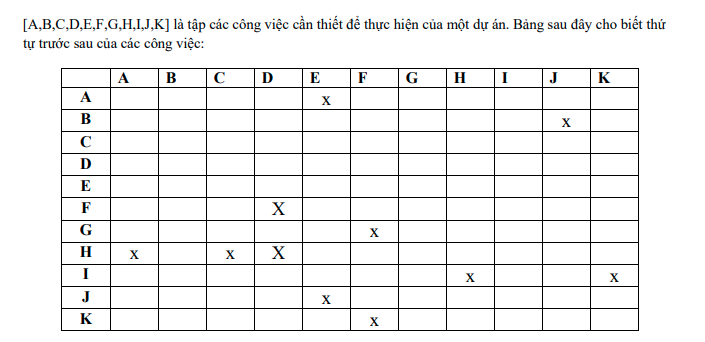 [A,B,C,D,E,F,G,H,I,J,K] là tập các công việc cần thiết để thực hiện của một dự án. Bảng sau đây cho biết thứ
tự trước sau của các công việc:
A B C D E F G H I J K
A x
B x
C
D
E
F X
G x
H x x X
I x x
J x
K x